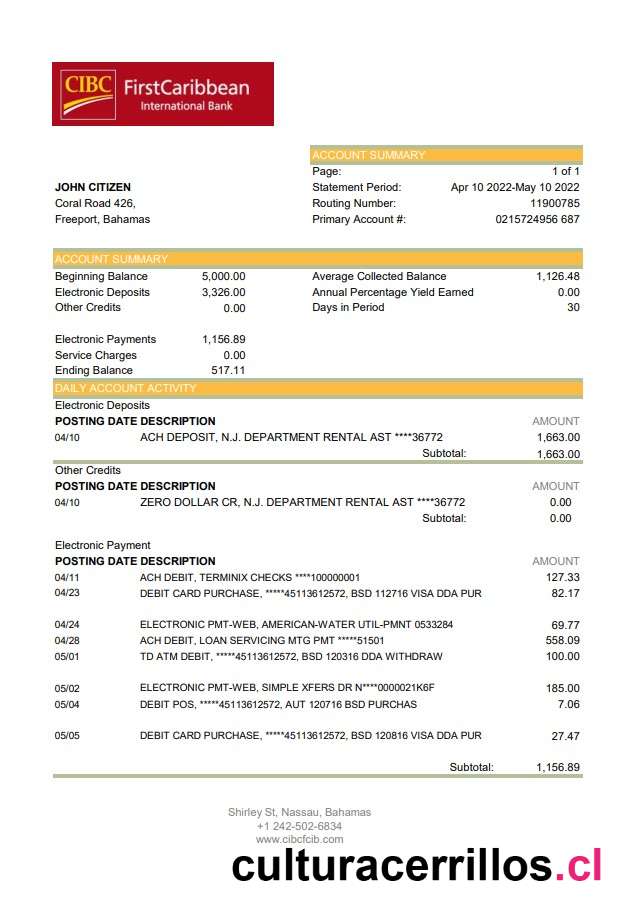 CIBC FirstCaribbean
International Bank
ACCOUNT SUMMARY
Page: 1 of 1
JOHN CITIZEN Statement Period: Apr 10 2022-May 10 2022
Coral Road 426, Routing Number: 11900785
Freeport, Bahamas Primary Account #: 0215724956 687
ACCOUNT SUMMARY
Beginning Balance 5,000.00 Average Collected Balance 1,126.48
Electronic Deposits 3,326.00 Annual Percentage Yield Earned 0.00
Other Credits 0.00 Days in Period 30
Electronic Payments 1,156.89
Service Charges 0.00
Ending Balance 517.11
DAILY ACCOUNT ACTIVITY
Electronic Deposits
POSTING DATE DESCRIPTION AMOUNT
04/10 ACH DEPOSIT, N.J. DEPARTMENT RENTAL AST ****36772 1,663.00
Subtotal: 1,663.00
Other Credits
POSTING DATE DESCRIPTION AMOUNT
04/10 ZERO DOLLAR CR, N.J. DEPARTMENT RENTAL AST ****36772 0.00
Subtotal: 0.00
Electronic Payment
POSTING DATE DESCRIPTION AMOUNT
04/11 ACH DEBIT, TERMINIX CHECKS ****100000001 127.33
04/23 DEBIT CARD PURCHASE, *****45113612572, BSD 112716 VISA DDA PUR 82.17
04/24 ELECTRONIC PMT-WEB, AMERICAN-WATER UTIL-PMNT 0533284 69.77
04/28 ACH DEBIT, LOAN SERVICING MTG PMT *****51501 558.09
05/01 TD ATM DEBIT, *****45113612572, BSD 120316 DDA WITHDRAW 100.00
05/02 ELECTRONIC PMT-WEB, SIMPLE XFERS DR N****0000021K6F 185.00
05/04 DEBIT POS, *****45113612572, AUT 120716 BSD PURCHAS 7.06
05/05 DEBIT CARD PURCHASE, *****45113612572, BSD 120816 VISA DDA PUR 27.47
Subtotal: 1,156.89
Shirley St, Nassau, Bahamas
+1 242-502-6834
www.cibcfcib.com
culturacerrillos.cl